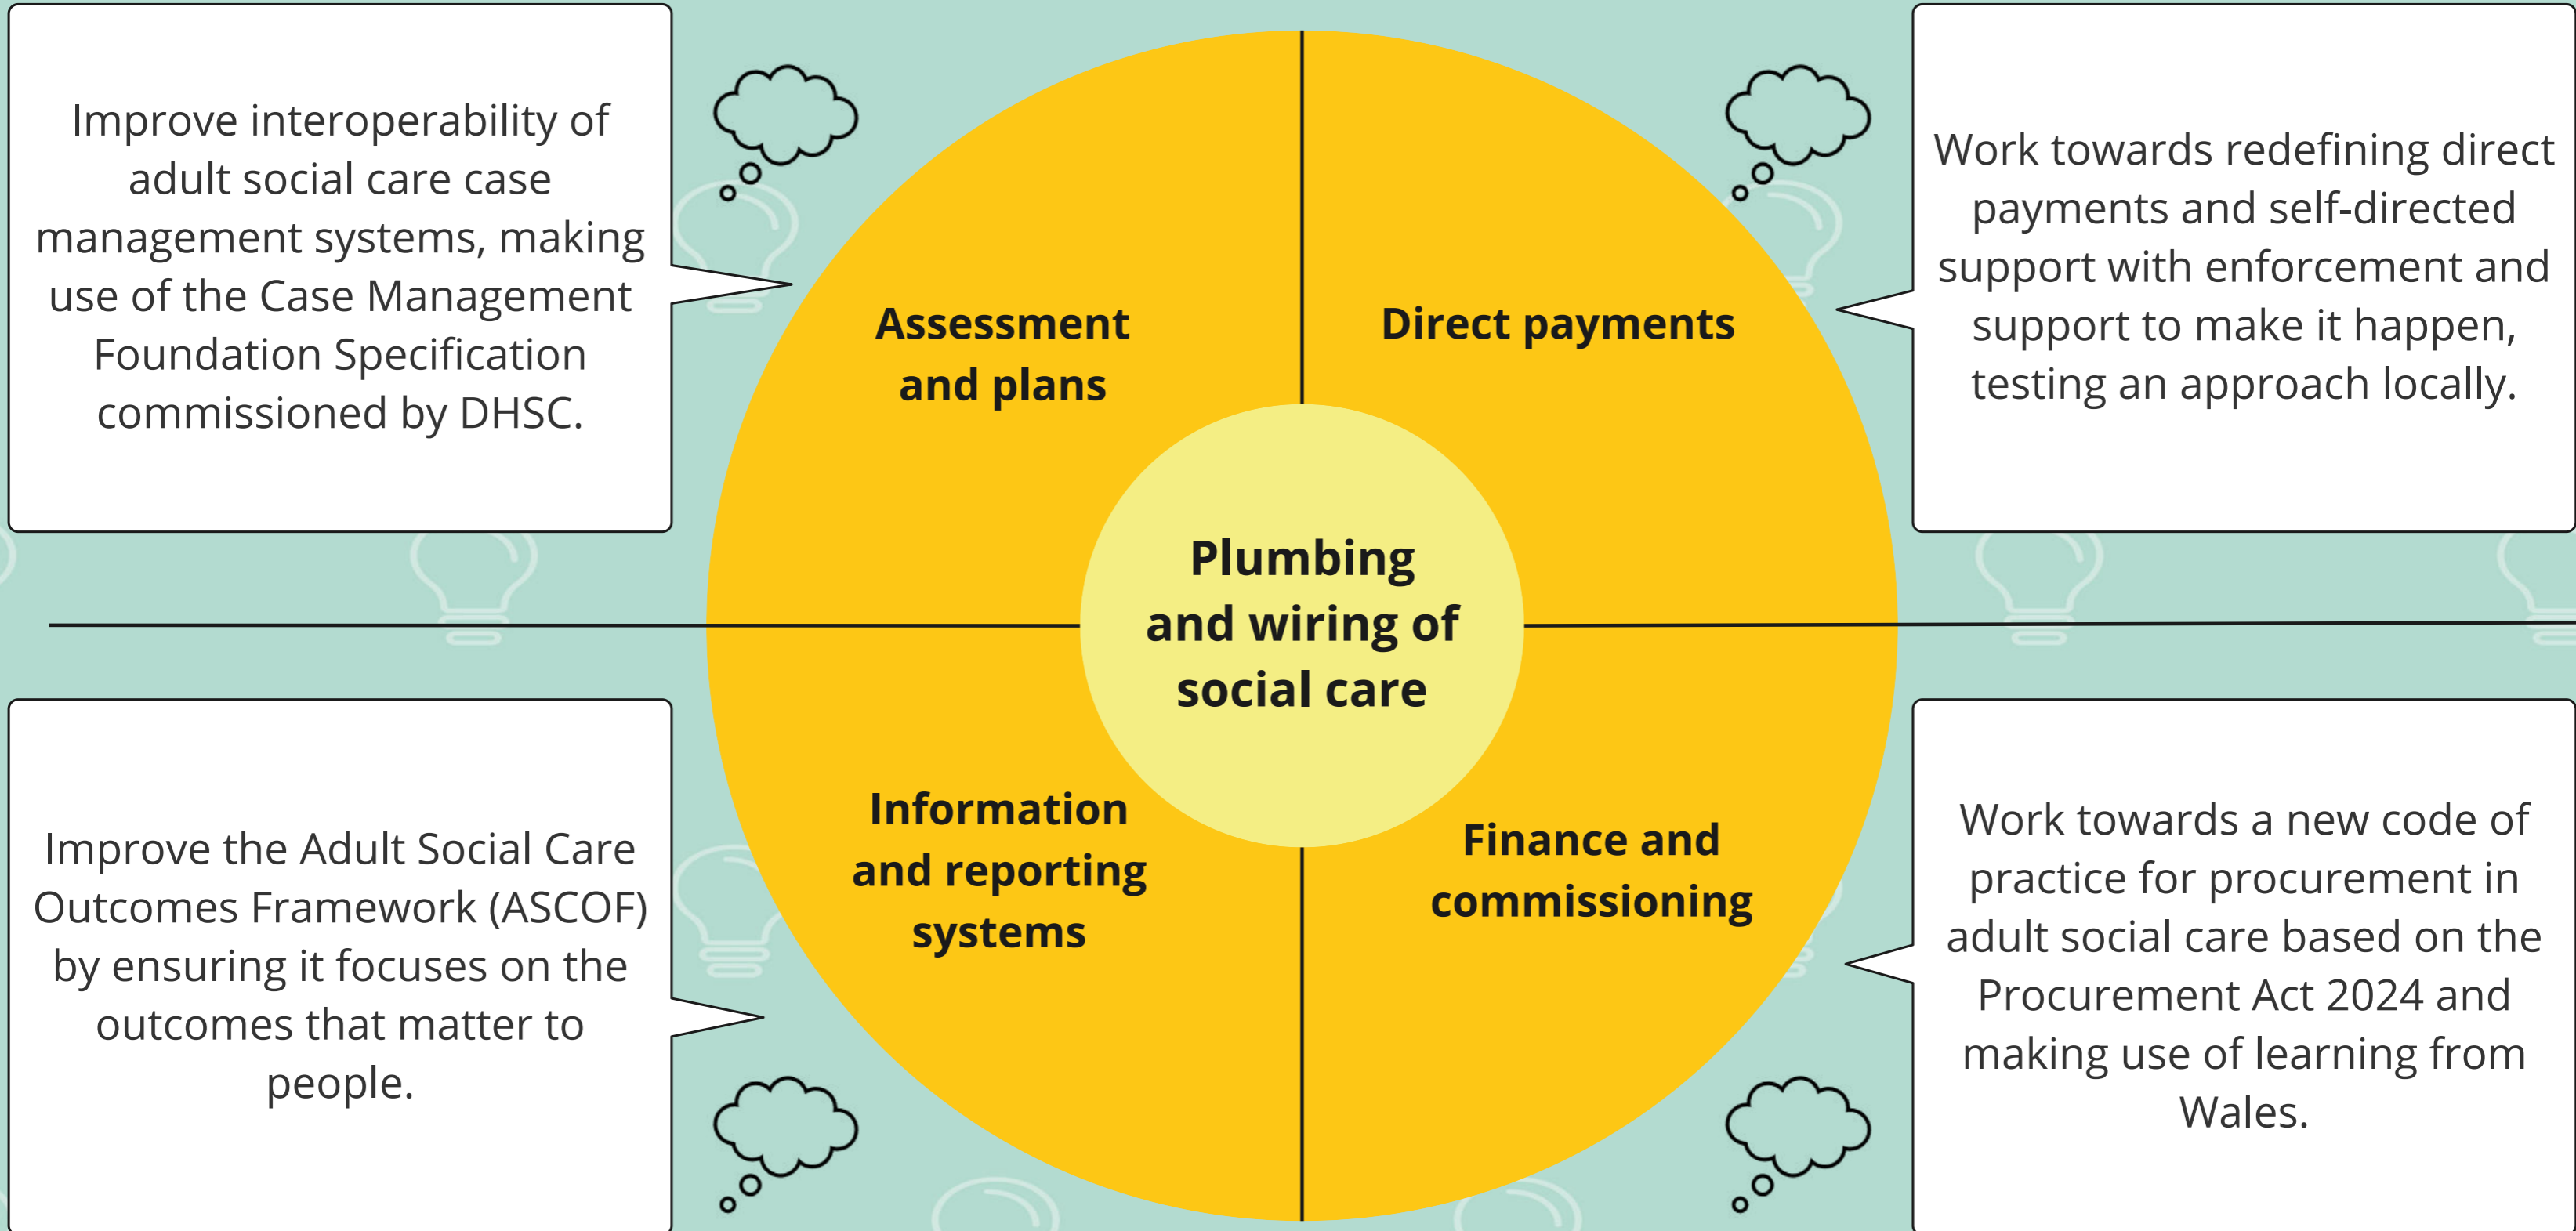 Improve interoperability of
adult social care case
management systems, making
use of the Case Management
Foundation Specification
commissioned by DHSC.
Assessment
and plans
Direct payments
Work towards redefining direct
payments and self-directed
support with enforcement and
support to make it happen,
testing an approach locally.
Plumbing
and wiring of
social care
Improve the Adult Social Care
Outcomes Framework (ASCOF)
by ensuring it focuses on the
outcomes that matter to
people.
Information
and reporting
systems
Finance and
commissioning
Work towards a new code of
practice for procurement in
adult social care based on the
Procurement Act 2024 and
making use of learning from
Wales.